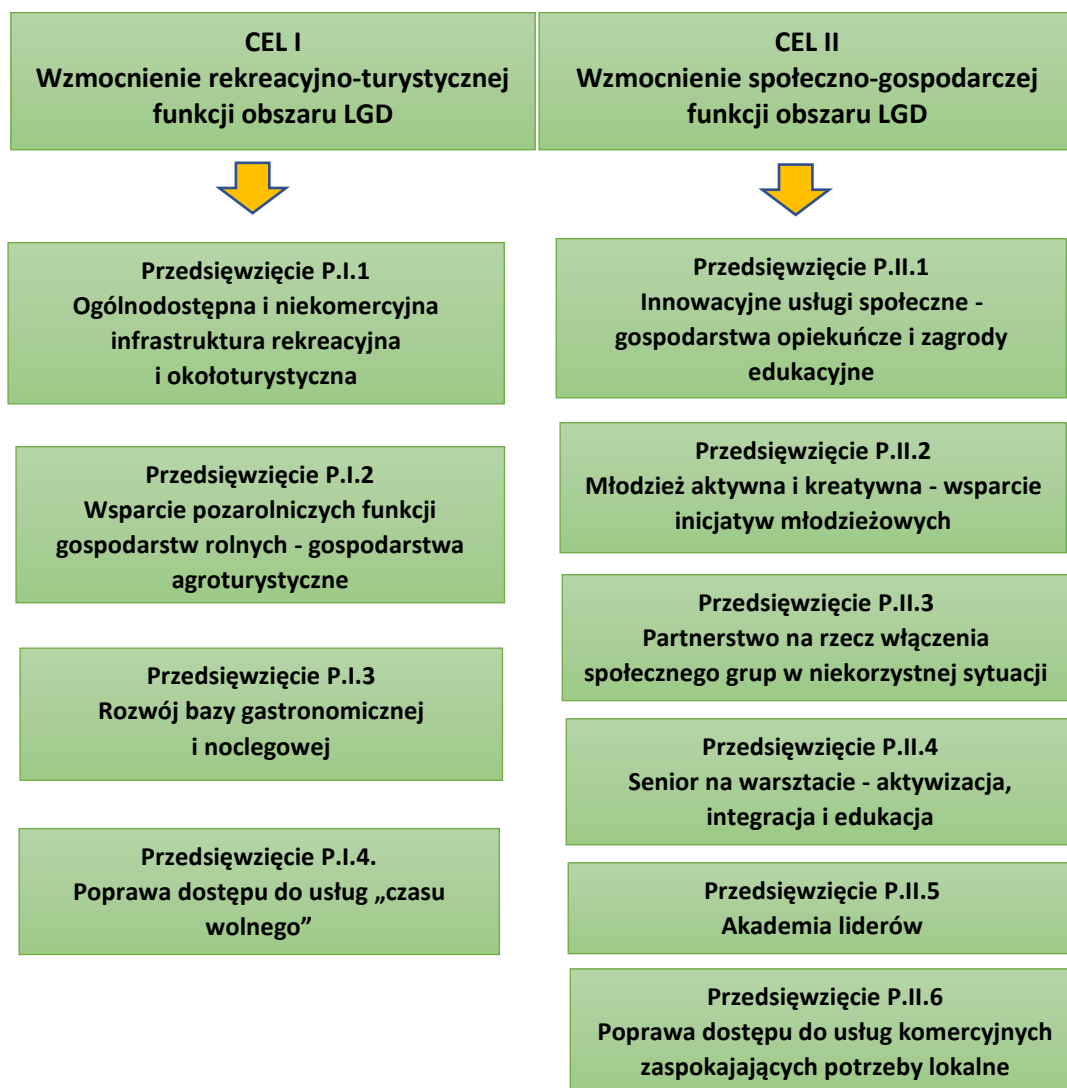 CEL I
Wzmocnienie rekreacyjno-turystycznej
funkcji obszaru LGD
CEL II
Wzmocnienie społeczno-gospodarczej
funkcji obszaru LGD
Przedsięwzięcie P.I.1
Ogólnodostępna i niekomercyjna
infrastruktura rekreacyjna
i okołoturystyczna
Przedsięwzięcie P.I.2
Wsparcie pozarolniczych funkcji
gospodarstw rolnych - gospodarstwa
agroturystyczne
Przedsięwzięcie P.I.3
Rozwój bazy gastronomicznej
i noclegowej
Przedsięwzięcie P.I.4.
Poprawa dostępu do usług „czasu
wolnego”
Przedsięwzięcie P.II.1
Innowacyjne usługi społeczne -
gospodarstwa opiekuńcze i zagrody
edukacyjne
Przedsięwzięcie P.II.2
Młodzież aktywna i kreatywna - wsparcie
inicjatyw młodzieżowych
Przedsięwzięcie P.II.3
Partnerstwo na rzecz włączenia
społecznego grup w niekorzystnej sytuacji
Przedsięwzięcie P.II.4
Senior na warsztacie - aktywizacja,
integracja i edukacja
Przedsięwzięcie P.II.5
Akademia liderów
Przedsięwzięcie P.II.6
Poprawa dostępu do usług komercyjnych
zaspokajających potrzeby lokalne